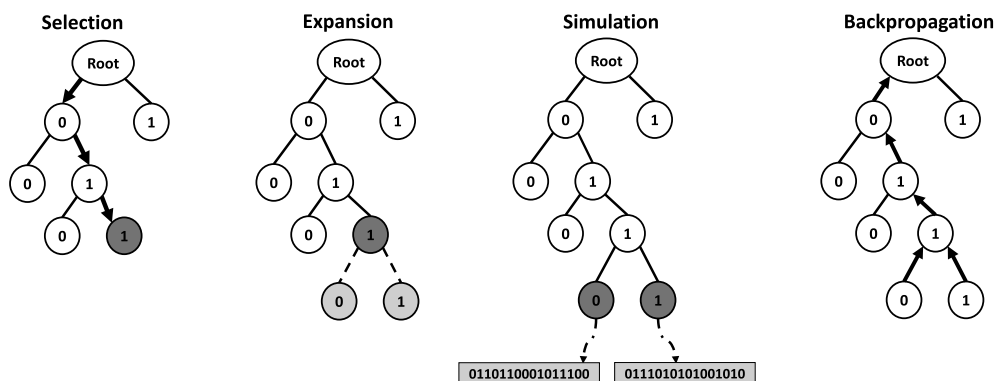 Selection Expansion Simulation Backpropagation
Root Root Root Root
0 1 0 1 0 1 0 1
0 1 0 1 0 1 0 1
0 1 0 1 0 1 0 1
0 1 0 1 0 1
0110110001011100 0111010101001010